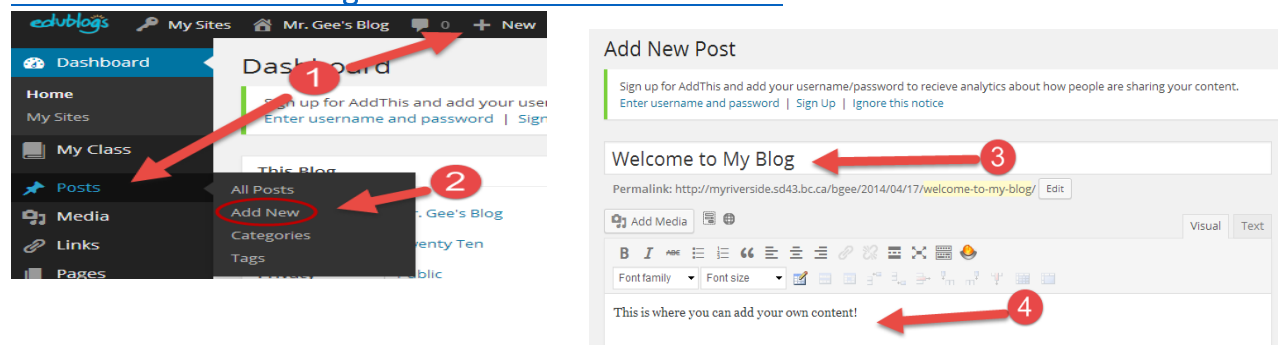 edublogs My Sites Mr. Gee's Blog 0 + New
Dashboard
Home
My Sites
My Class
Posts
Media
Links
Pages
Dashboard
1
Sign up for AddThis and add your user
Enter username and password | Sign
This Blog
All Posts
Add New
Categories
Tags
2
Mr. Gee's Blog
Twenty Ten
Public
Add New Post
Sign up for AddThis and add your username/password to recieve analytics about how people are sharing your content.
Enter username and password | Sign Up | Ignore this notice
Welcome to My Blog
3
Permalink: http://myriverside.sd43.bc.ca/bgee/2014/04/17/welcome-to-my-blog/ Edit
Add Media
Visual Text
B I ABC
Font family Font size
This is where you can add your own content!
4